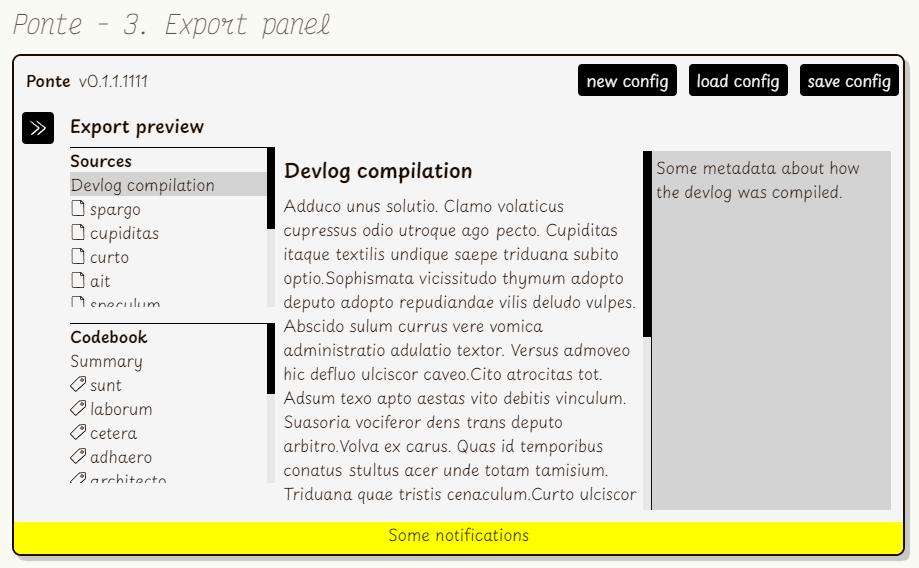 Ponte - 3. Export panel
Ponte v0.1.1.1111
new config
load config
save config
Export preview
Sources
Devlog compilation
spargo
cupiditas
curto
ait
speculum
Codebook
Summary
sunt
laborum
cetera
adhaero
architecto
Devlog compilation
Adduco unus solutio. Clamo volaticus
cupressus odio utroque ago pecto. Cupiditas
itaque textilis undique saepe triduana subito
optio.Sophismata vicissitudo thymum adopto
deputo adopto repudiandae vilis deludo vulpes.
Abscido sulum currus vere vomica
administratio adulatio textor. Versus admoveo
hic defluo ulciscor caveo.Cito atrocitas tot.
Adsum texo apto aestas vito debitis vinculum.
Suasoria vociferor dens trans deputo
arbitro.Volva ex carus. Quas id temporibus
conatus stultus acer unde totam tamisium.
Triduana quae tristis cenaculum.Curto ulciscor
Some metadata about how
the devlog was compiled.
Some notifications